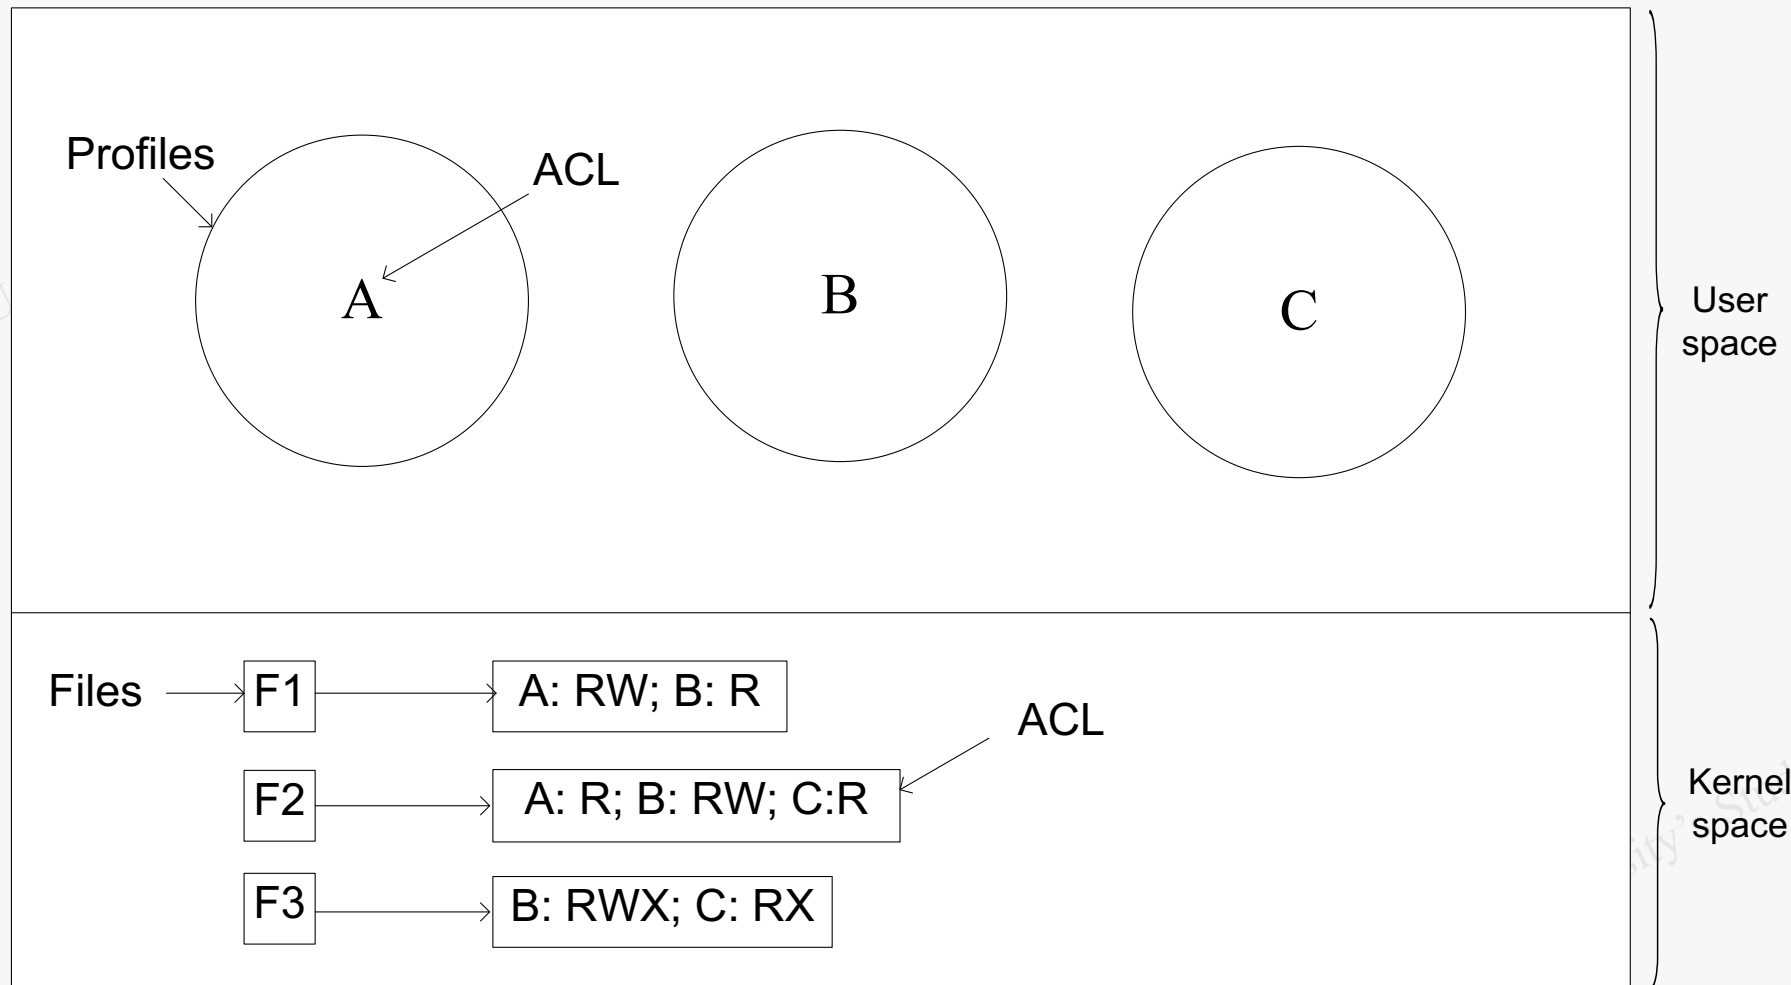 Profiles
ACL
A
B
C
User
space
Files
F1
A: RW; B: R
ACL
F2
A: R; B: RW; C:R
Kernel
space
F3
B: RWX; C: RX